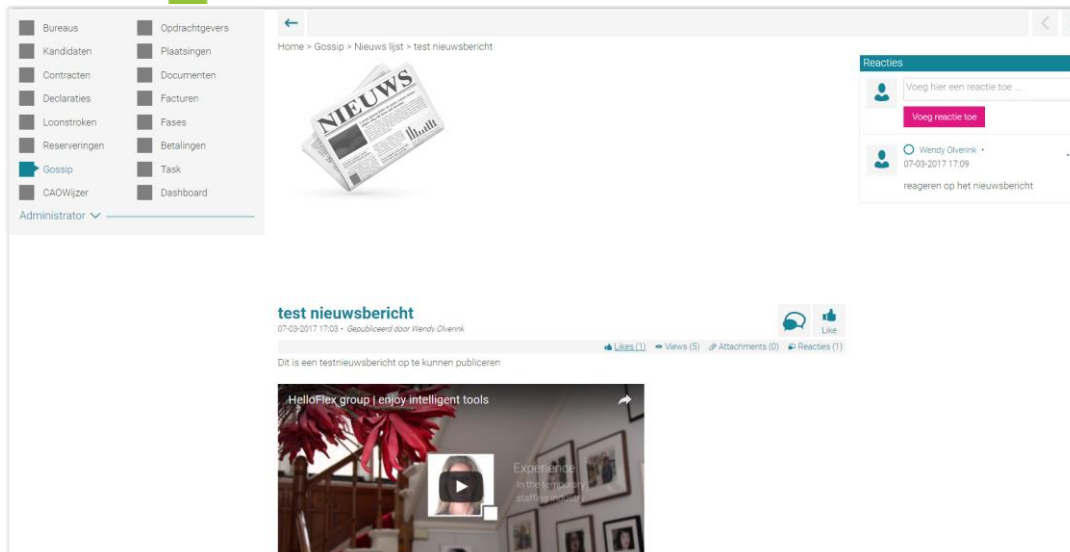 Bureaus
Opdrachtgevers
Kandidaten
Plaatsingen
Contracten
Documenten
Declaraties
Facturen
Loonstroken
Fases
Reserveringen
Betalingen
Gossip
Task
CAOWijzer
Dashboard
Administrator
Home > Gossip > Nieuws lijst > test nieuwsbericht
NIEUWS
test nieuwsbericht
07-03-2017 17:03 • Gepubliceerd door Wendy Olverink
Like
Likes (1) Views (5) Attachments (0) Reacties (1)
Dit is een testnieuwsbericht op te kunnen publiceren
HelloFlex group | enjoy intelligent tools
Experience
In the temporary
staffing industry
Reacties
Voeg hier een reactie toe ...
Voeg reactie toe
Wendy Olverink •
07-03-2017 17:09
reageren op het nieuwsbericht